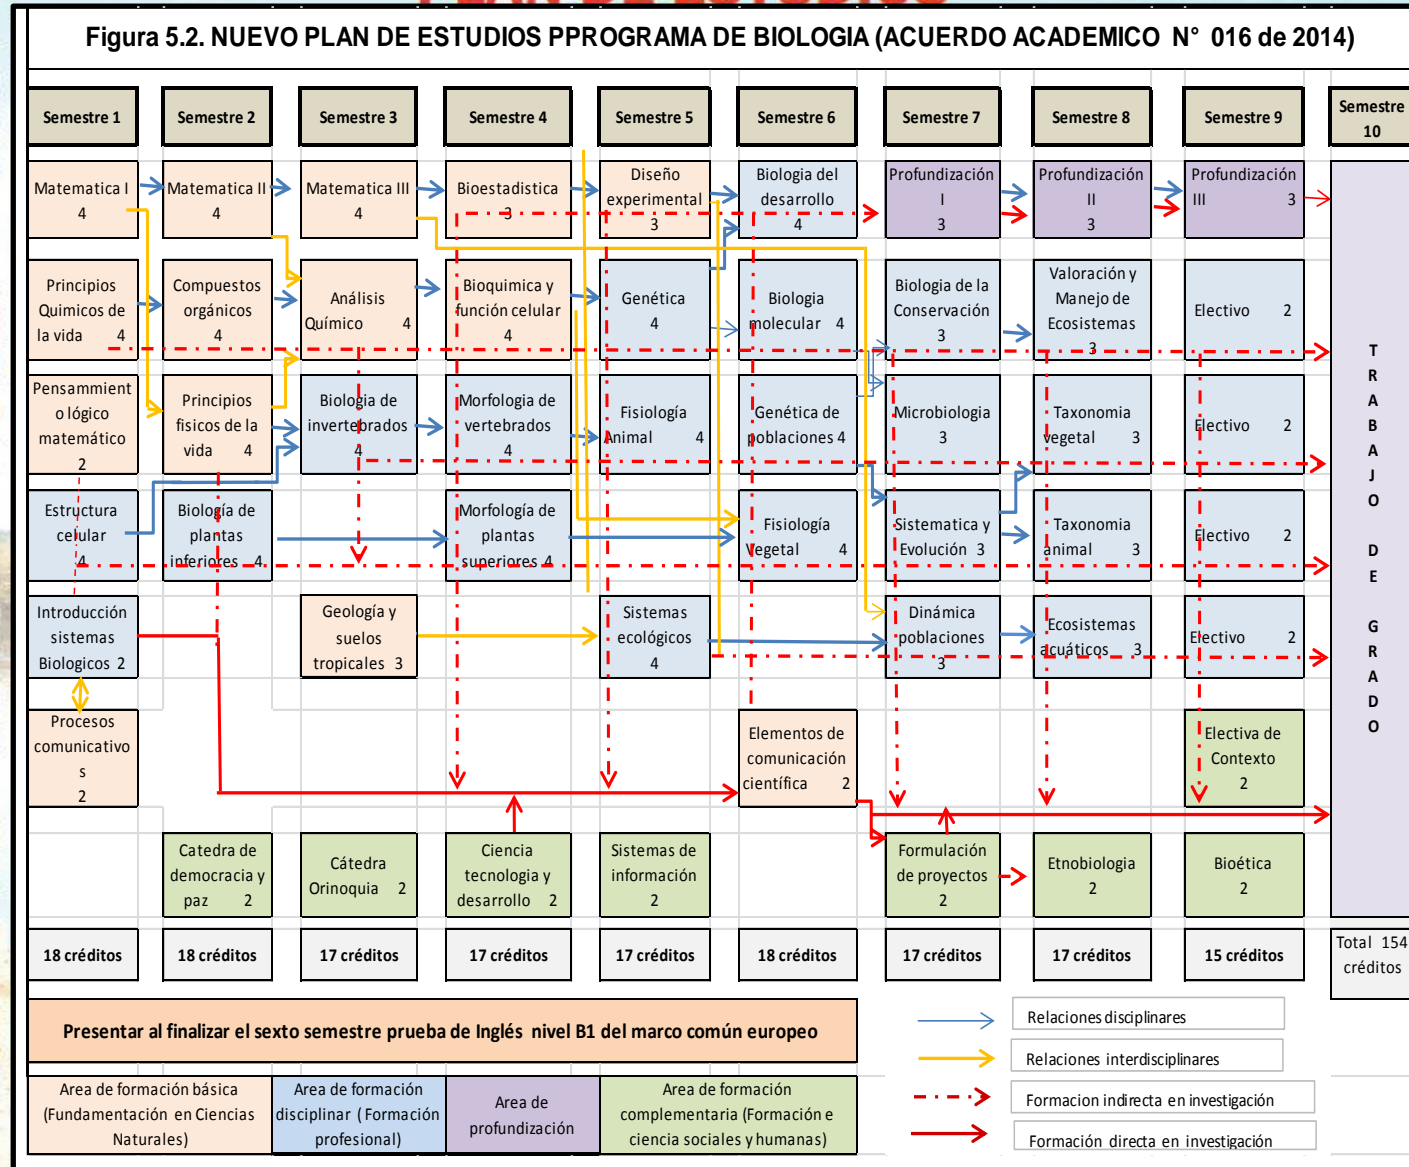 PLAN DE ESTUDIOS
Figura 5.2. NUEVO PLAN DE ESTUDIOS PPROGRAMA DE BIOLOGIA (ACUERDO ACADEMICO N° 016 de 2014)
Semestre 1
Semestre 2
Semestre 3
Semestre 4
Semestre 5
Semestre 6
Semestre 7
Semestre 8
Semestre 9
Semestre
10
Matematica I
4
Matematica II
4
Matematica III
4
Bioestadistica
3
Diseño
experimental
3
Biologia del
desarrollo
4
Profundización
I
3
Profundización
II
3
Profundización
III 3
Principios
Quimicos de
la vida 4
Compuestos
orgánicos
4
Análisis
Químico 4
Bioquimica y
función celular
4
Genética
4
Biologia
molecular 4
Biologia de la
Conservación
3
Valoración y
Manejo de
Ecosistemas
3
Electivo 2
Pensammient
o lógico
matemático
2
Principios
fisicos de la
vida 4
Biologia de
invertebrados
4
Morfologia de
vertebrados
4
Fisiología
Animal 4
Genética de
poblaciones 4
Microbiologia
3
Taxonomia
vegetal 3
Electivo 2
Estructura
celular
4
Biología de
plantas
inferiores 4
Morfología de
plantas
superiores 4
Fisiología
Vegetal 4
Sistematica y
Evolución 3
Taxonomia
animal 3
Electivo 2
Introducción
sistemas
Biologicos 2
Geología y
suelos
tropicales 3
Sistemas
ecológicos
4
Dinámica
poblaciones
3
Ecosistemas
acuáticos 3
Electivo 2
Procesos
comunicativo
s
2
Elementos de
comunicación
científica 2
Electiva de
Contexto
2
Catedra de
democracia y
paz 2
Cátedra
Orinoquia 2
Ciencia
tecnologia y
desarrollo 2
Sistemas de
información
2
Formulación
de proyectos
2
Etnobiologia
2
Bioética
2
T
R
A
B
A
J
O
D
E
G
R
A
D
O
18 créditos
18 créditos
17 créditos
17 créditos
17 créditos
18 créditos
17 créditos
17 créditos
15 créditos
Total 154
créditos
Presentar al finalizar el sexto semestre prueba de Inglés nivel B1 del marco común europeo
Area de formación básica
(Fundamentación en Ciencias
Naturales)
Area de formación
disciplinar ( Formación
profesional)
Area de
profundización
Area de formación
complementaria (Formación e
ciencia sociales y humanas)
Relaciones disciplinares
Relaciones interdisciplinares
Formacion indirecta en investigación
Formación directa en investigación